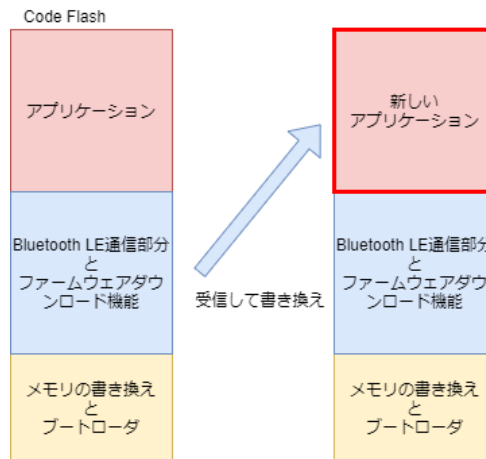 Code Flash
アプリケーション
Bluetooth LE通信部分
と
ファームウェアダウ
ンロード機能
メモリの書き換え
と
ブートローダ
受信して書き換え
新しい
アプリケーション
Bluetooth LE通信部分
と
ファームウェアダウ
ンロード機能
メモリの書き換え
と
ブートローダ